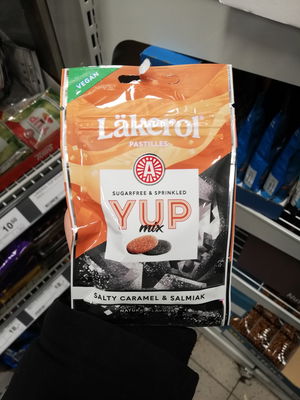 VEGAN
Läkerol
PASTILLES
A
SUGARFREE & SPRINKLED
YUP
mix
SALTY CARAMEL & SALMIAK